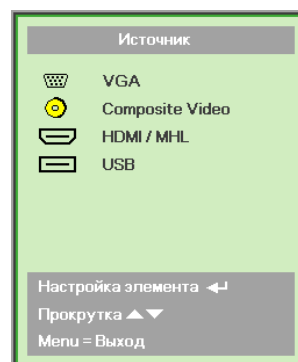 Источник
VGA
Composite Video
HDMI / MHL
USB
Настройка элемента
Прокрутка ▲▼
Menu = Выход